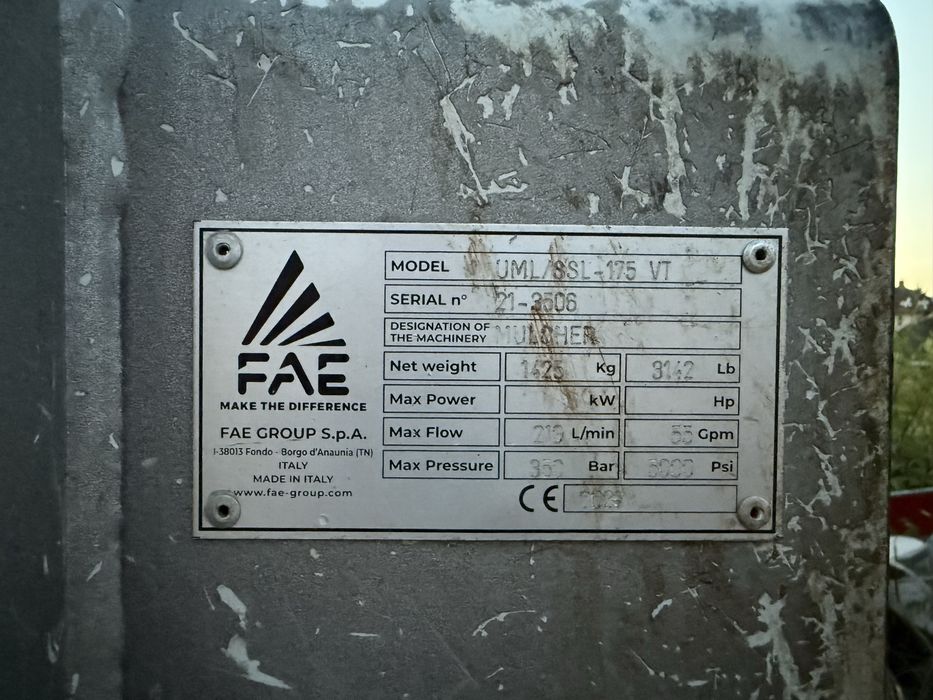 FAE
MAKE THE DIFFERENCE
FAE GROUP S.p.A.
I-38013 Fondo - Borgo d'Anaunia (TN)
ITALY
MADE IN ITALY
www.fae-group.com
MODEL UML/SSL-175 VT
SERIAL n° 21-3506
DESIGNATION OF
THE MACHINERY MULCHER
Net weight 1425 Kg 3142 Lb
Max Power kW Hp
Max Flow L/min 55 Gpm
Max Pressure 350 Bar 5000 Psi
CE